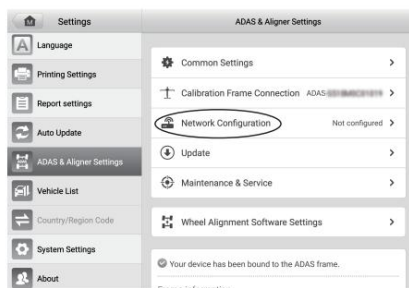 Settings
ADAS & Aligner Settings
Language
Printing Settings
Report settings
Auto Update
ADAS & Aligner Settings
Vehicle List
Country/Region Code
System Settings
About
Common Settings
Calibration Frame Connection ADAS-
Network Configuration Not configured
Update
Maintenance & Service
Wheel Alignment Software Settings
Your device has been bound to the ADAS frame.